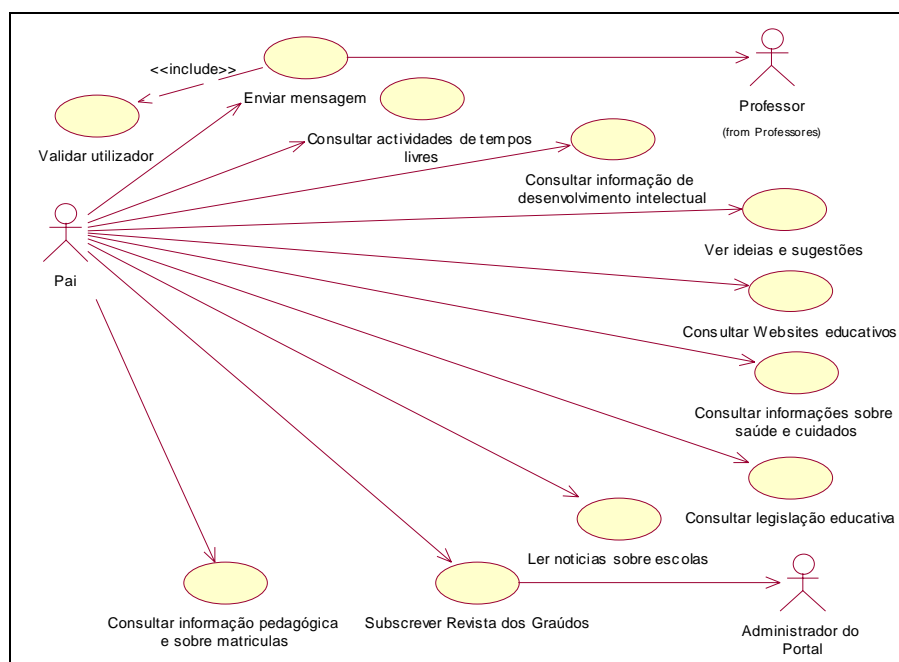 <<include>>
Enviar mensagem
Professor
(from Professores)
Validar utilizador
Consultar actividades de tempos
livres
Consultar informação de
desenvolvimento intelectual
Ver ideias e sugestões
Pai
Consultar Websites educativos
Consultar informações sobre
saúde e cuidados
Consultar legislação educativa
Ler noticias sobre escolas
Consultar informação pedagógica
e sobre matriculas
Subscrever Revista dos Graúdos
Administrador do
Portal